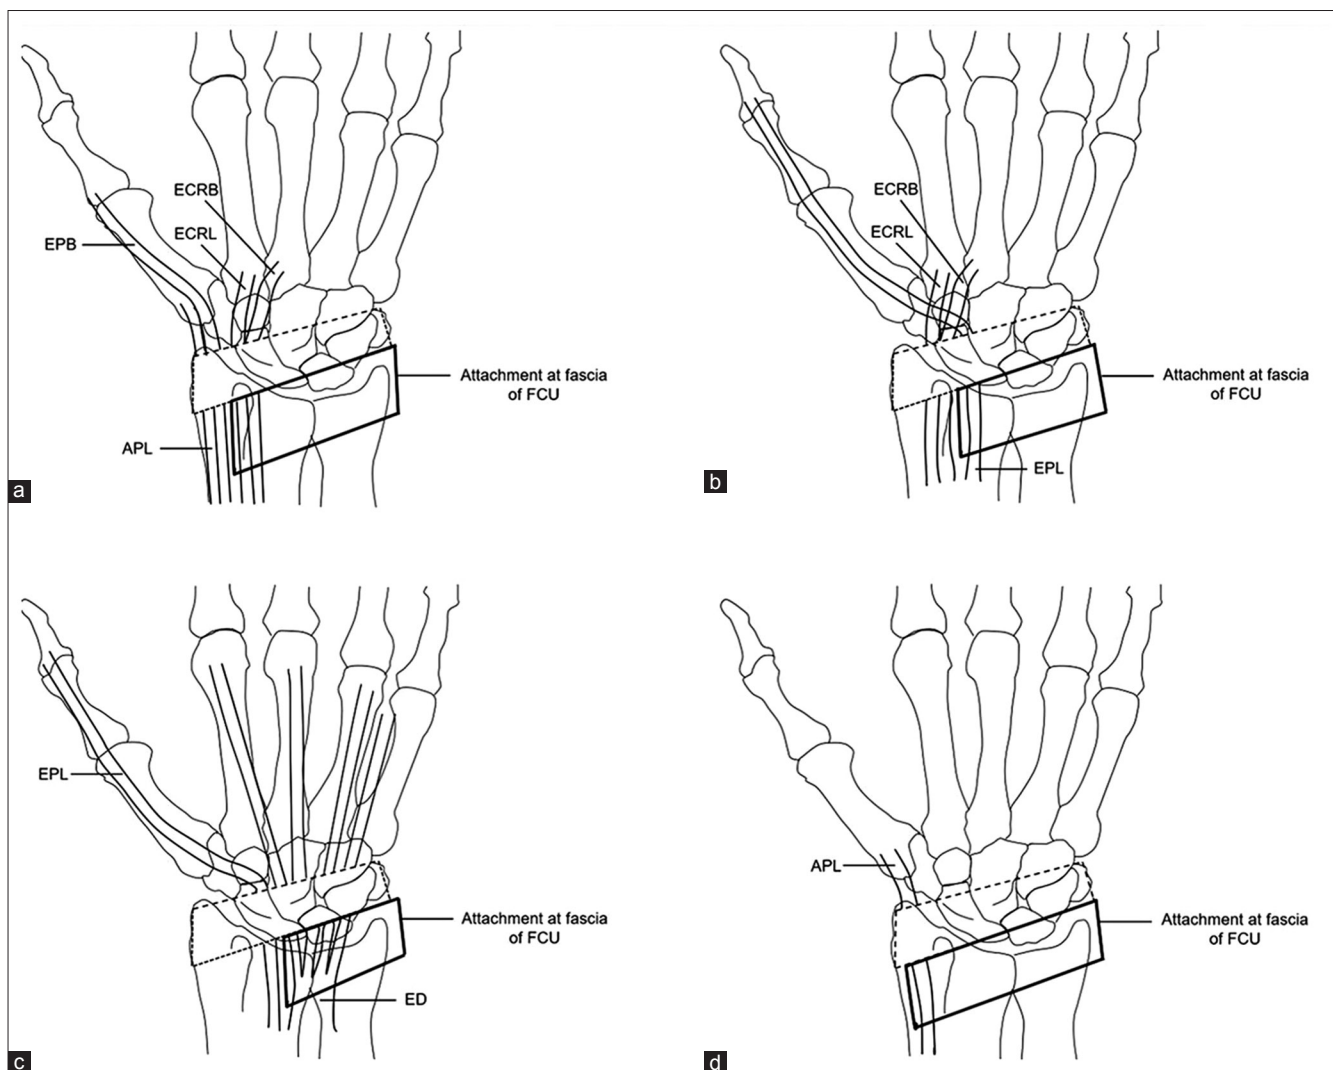 ECRB
ECRL
EPB
Attachment at fascia
of FCU
APL
a
ECRB
ECRL
Attachment at fascia
of FCU
EPL
b
EPL
Attachment at fascia
of FCU
ED
c
APL
Attachment at fascia
of FCU
d